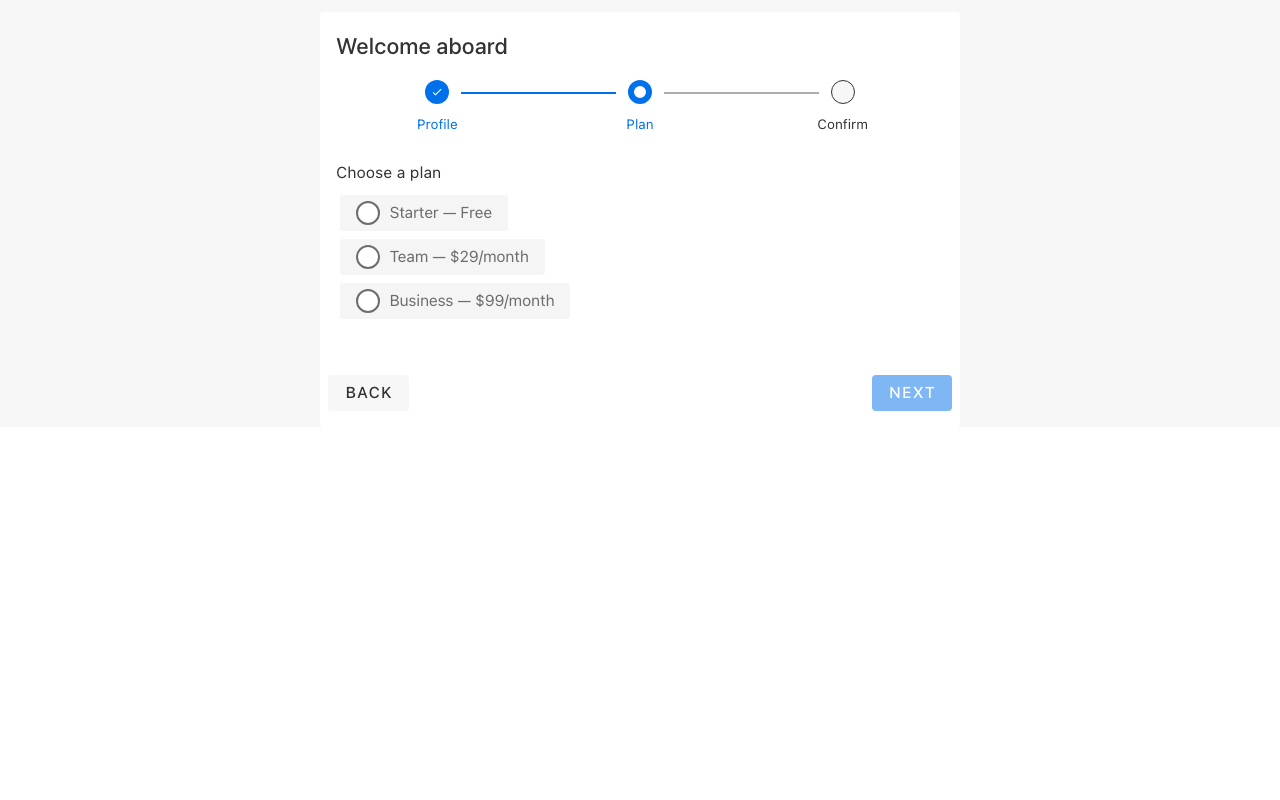 Welcome aboard
Profile
Plan
Confirm
Choose a plan
Starter — Free
Team — $29/month
Business — $99/month
BACK
NEXT